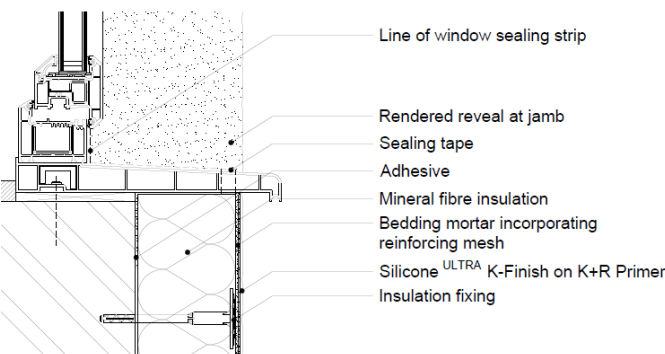 Line of window sealing strip
Rendered reveal at jamb
Sealing tape
Adhesive
Mineral fibre insulation
Bedding mortar incorporating
reinforcing mesh
Silicone ULTRA K-Finish on K+R Primer
Insulation fixing